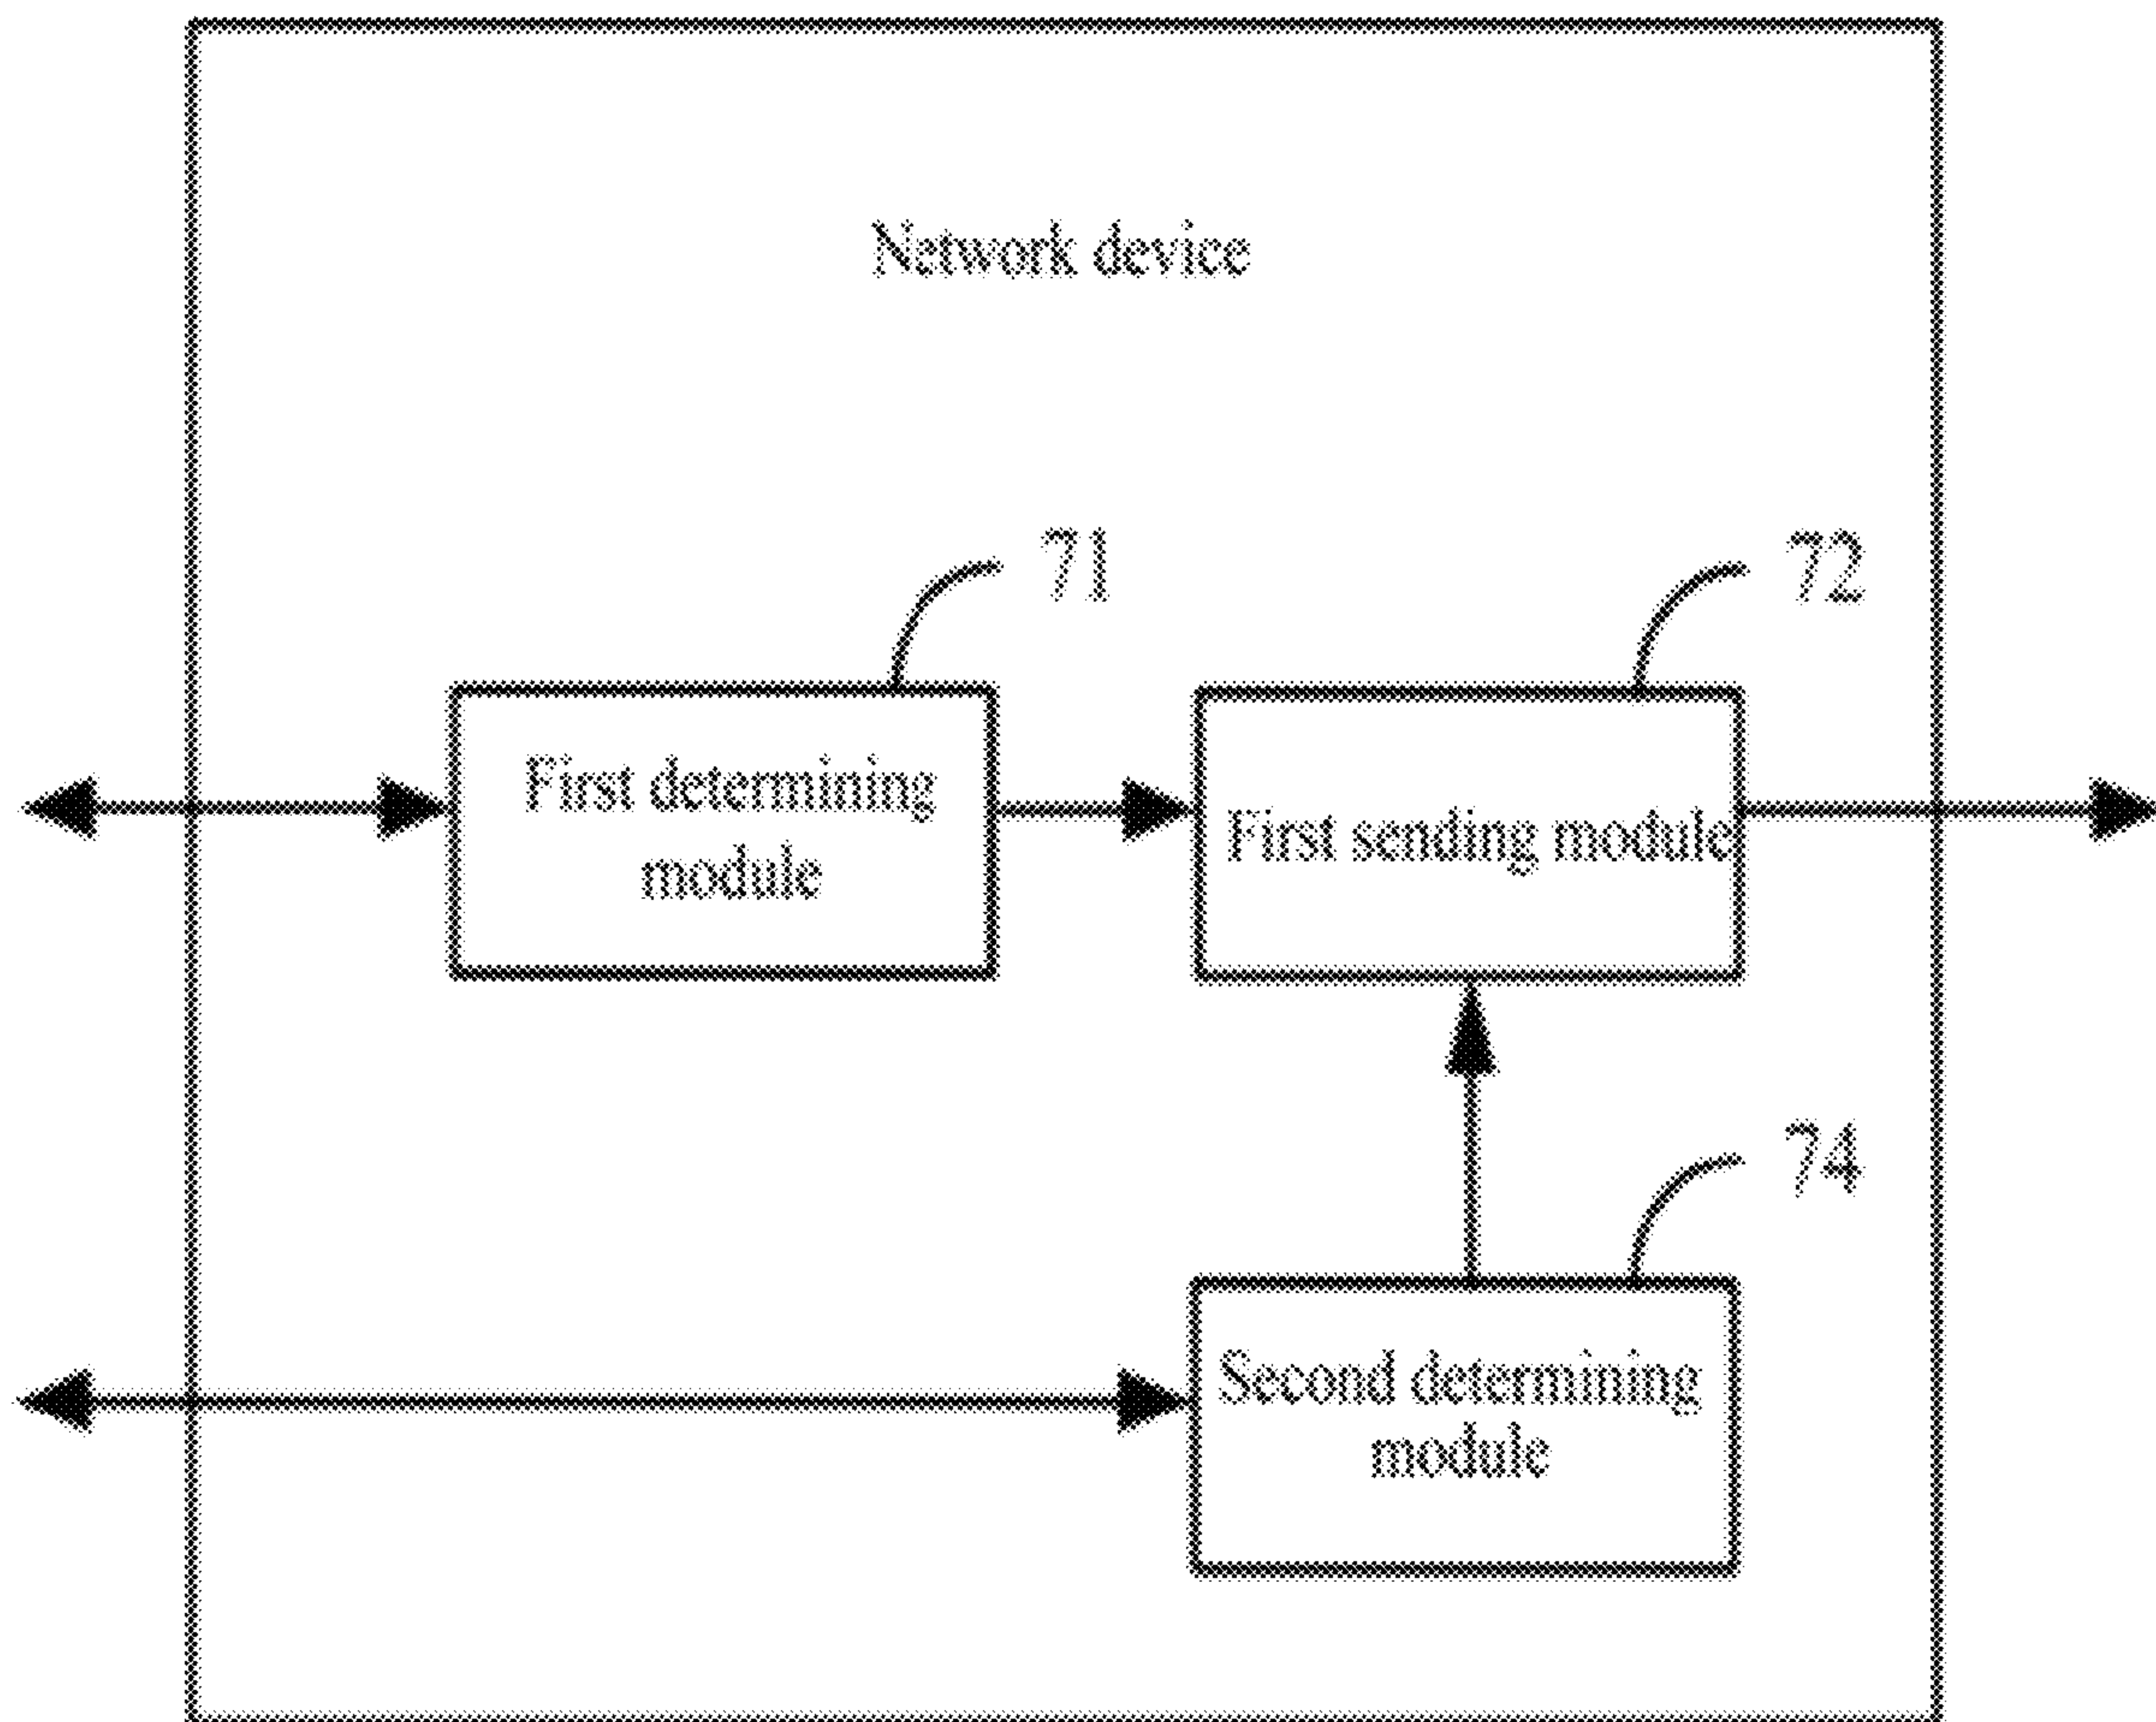 Network device
71
72
First determining
module
First sending module
74
Second determining
module